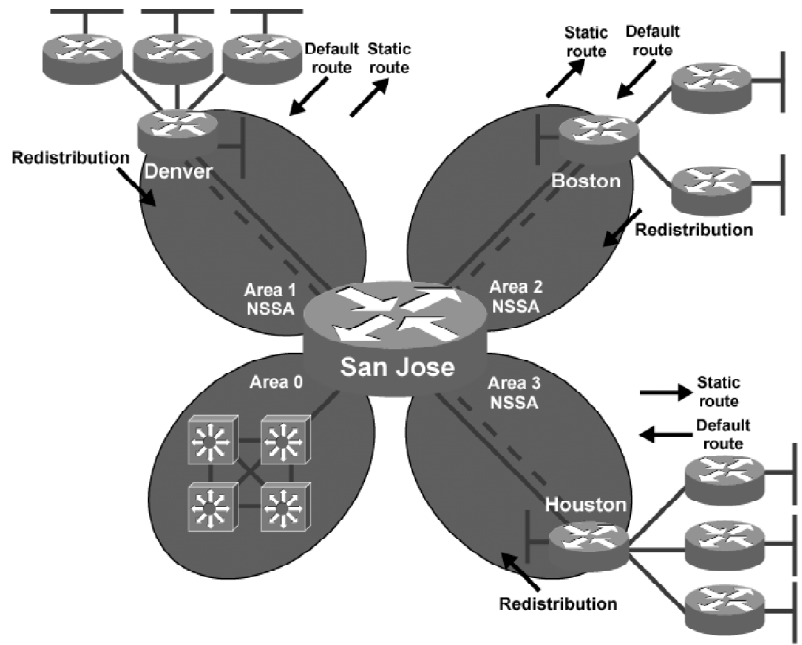 Default
route
Static
route
Static
route
Default
route
Redistribution
Denver
Boston
Redistribution
Area 1
NSSA
Area 2
NSSA
San Jose
Area 0
Area 3
NSSA
Static
route
Default
route
Houston
Redistribution